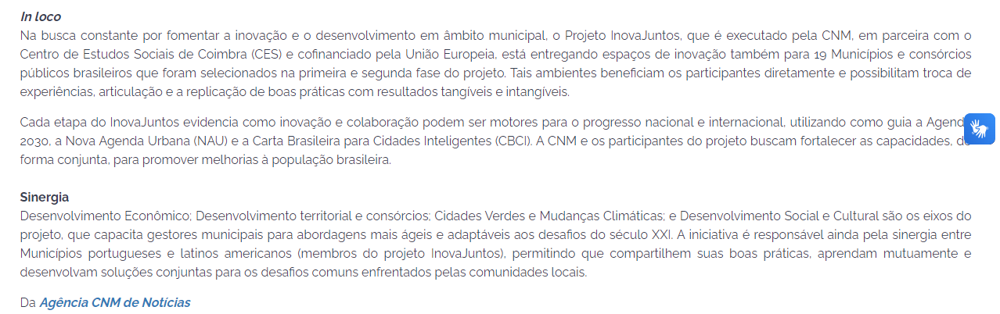 In loco
Na busca constante por fomentar a inovação e o desenvolvimento em âmbito municipal, o Projeto InovaJuntos, que é executado pela CNM, em parceira com o
Centro de Estudos Sociais de Coimbra (CES) e cofinanciado pela União Europeia, está entregando espaços de inovação também para 19 Municípios e consórcios
públicos brasileiros que foram selecionados na primeira e segunda fase do projeto. Tais ambientes beneficiam os participantes diretamente e possibilitam troca de
experiências, articulação e a replicação de boas práticas com resultados tangíveis e intangíveis.
Cada etapa do InovaJuntos evidencia como inovação e colaboração podem ser motores para o progresso nacional e internacional, utilizando como guia a Agenda
2030, a Nova Agenda Urbana (NAU) e a Carta Brasileira para Cidades Inteligentes (CBCI). A CNM e os participantes do projeto buscam fortalecer as capacidades, de
forma conjunta, para promover melhorias à população brasileira.
Sinergia
Desenvolvimento Econômico; Desenvolvimento territorial e consórcios; Cidades Verdes e Mudanças Climáticas; e Desenvolvimento Social e Cultural são os eixos do
projeto, que capacita gestores municipais para abordagens mais ágeis e adaptáveis aos desafios do século XXI. A iniciativa é responsável ainda pela sinergia entre
Municípios portugueses e latinos americanos (membros do projeto InovaJuntos), permitindo que compartilhem suas boas práticas, aprendam mutuamente e
desenvolvam soluções conjuntas para os desafios comuns enfrentados pelas comunidades locais.
Da Agência CNM de Notícias